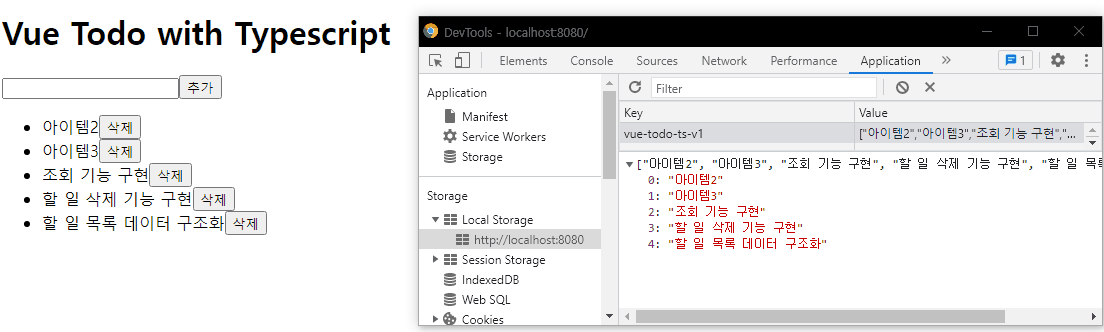 Vue Todo with Typescript
추가
아이템2 삭제
아이템3 삭제
조회 기능 구현 삭제
할 일 삭제 기능 구현 삭제
할 일 목록 데이터 구조화 삭제
DevTools - localhost:8080/
Elements Console Sources Network Performance Application » 1
Application
Manifest
Service Workers
Storage
Storage
Local Storage
http://localhost:8080
Session Storage
IndexedDB
Web SQL
Cookies
Filter
Key Value
vue-todo-ts-v1 ["아이템2","아이템3","조회 기능 구현","...
["아이템2", "아이템3", "조회 기능 구현", "할 일 삭제 기능 구현", "할 일 목록
0: "아이템2"
1: "아이템3"
2: "조회 기능 구현"
3: "할 일 삭제 기능 구현"
4: "할 일 목록 데이터 구조화"